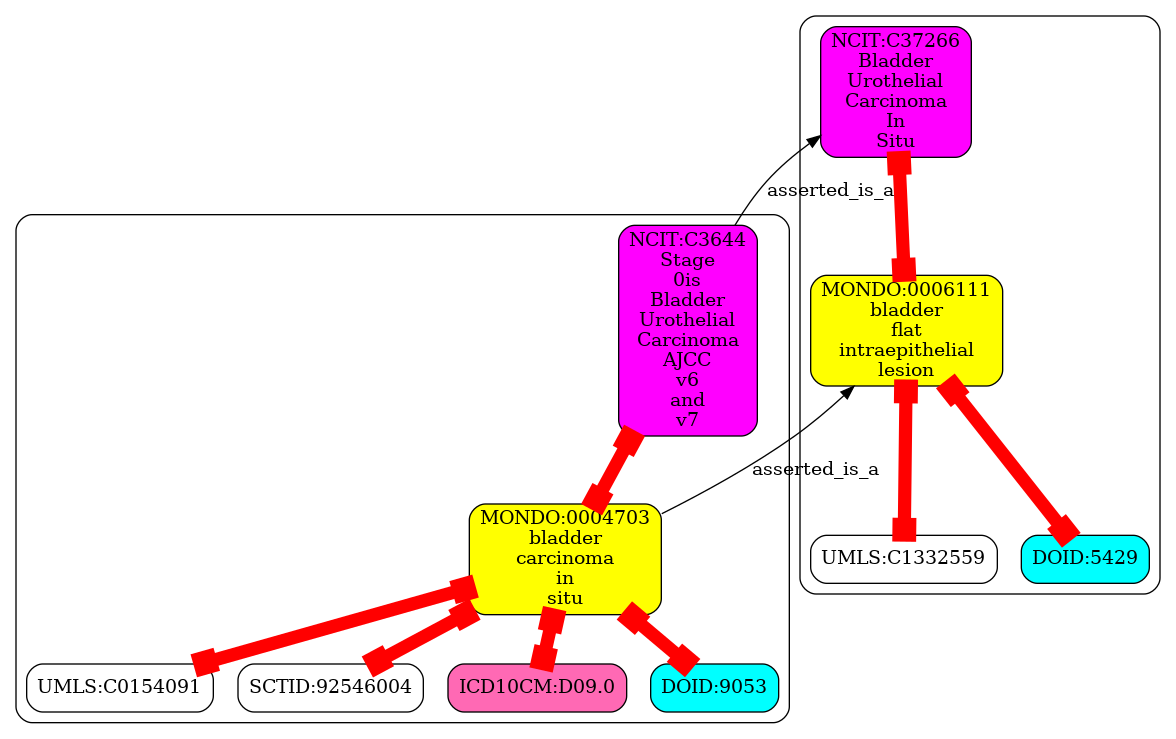 NCIT:C37266
Bladder
Urothelial
Carcinoma
In
Situ
asserted_is_a
NCIT:C3644
Stage
0is
Bladder
Urothelial
Carcinoma
AJCC
v6
and
v7
MONDO:0006111
bladder
flat
intraepithelial
lesion
asserted_is_a
MONDO:0004703
bladder
carcinoma
in
situ
UMLS:C1332559
DOID:5429
UMLS:C0154091
SCTID:92546004
ICD10CM:D09.0
DOID:9053